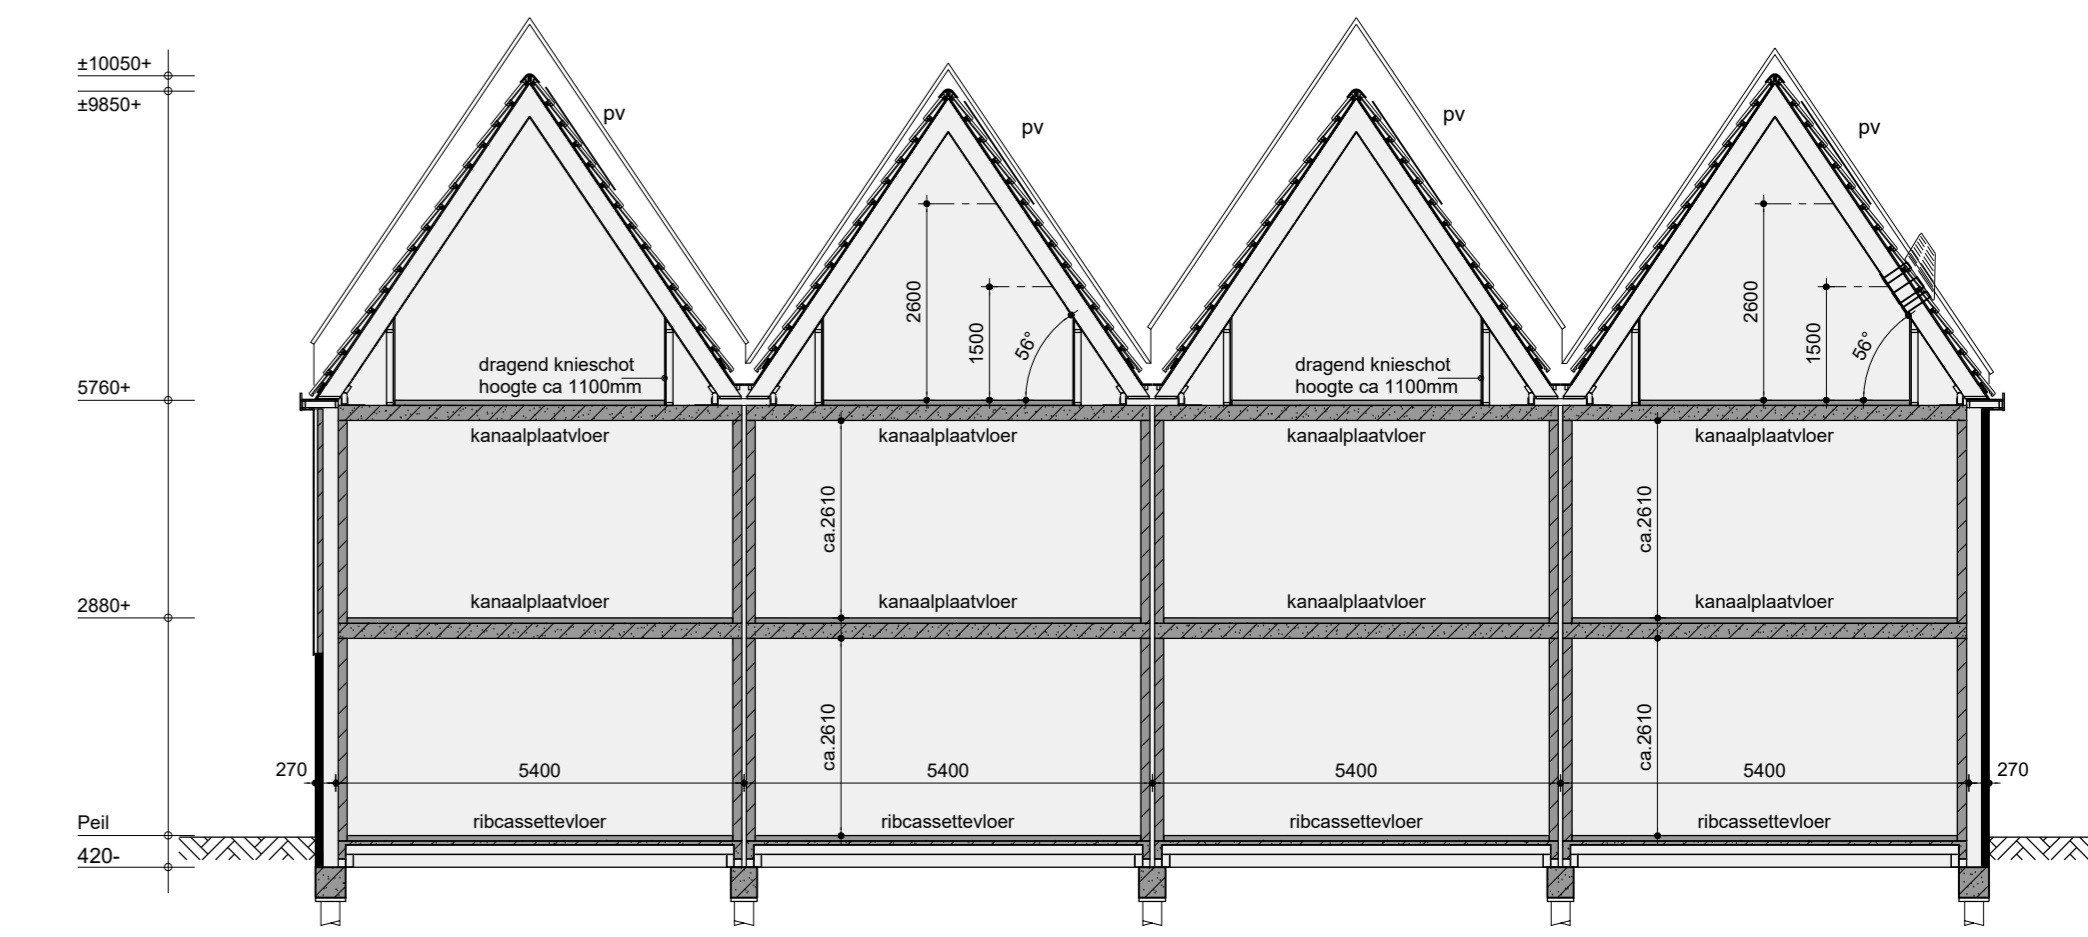 ±10050+
±9850+
5760+
2880+
Peil
420-
pv
pv
pv
pv
2600
1500
56°
2600
1500
56°
dragend knieschot
hoogte ca 1100mm
dragend knieschot
hoogte ca 1100mm
kanaalplaatvloer
kanaalplaatvloer
kanaalplaatvloer
kanaalplaatvloer
ca.2610
ca.2610
kanaalplaatvloer
kanaalplaatvloer
kanaalplaatvloer
kanaalplaatvloer
ca.2610
ca.2610
270
5400
5400
5400
5400
270
ribcassettevloer
ribcassettevloer
ribcassettevloer
ribcassettevloer